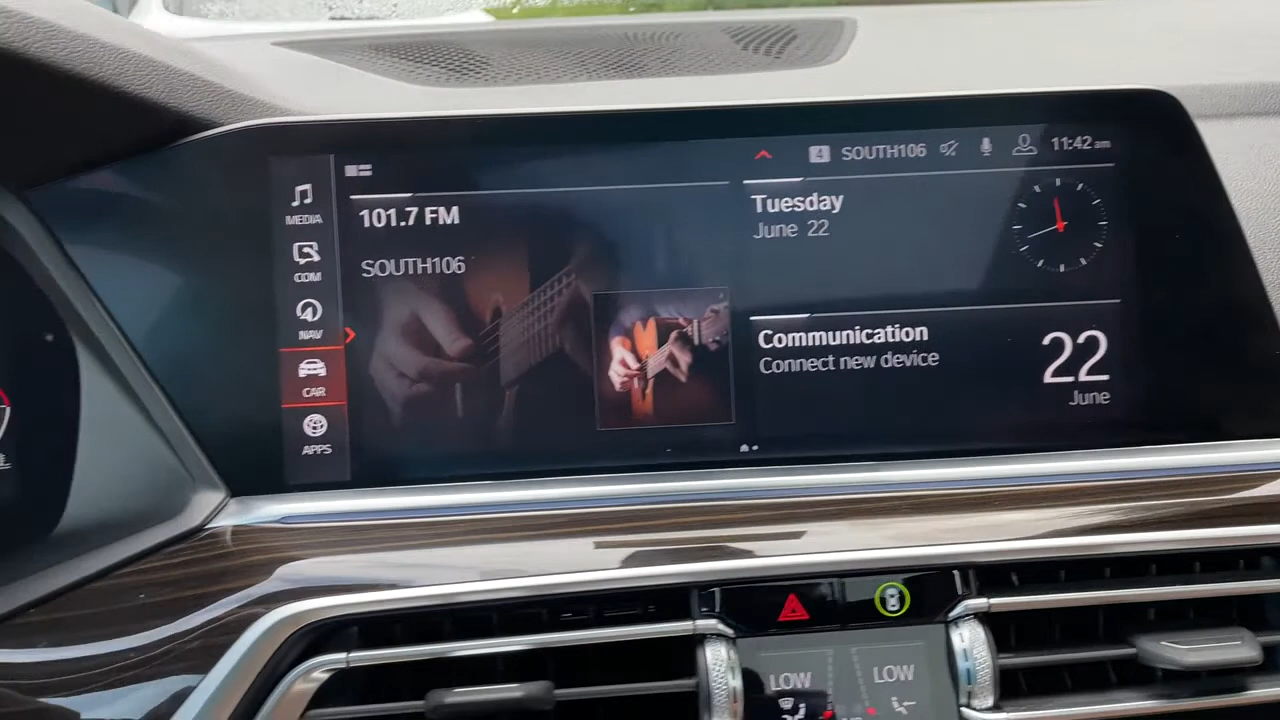 4 SOUTH106 11:42 am
MEDIA
COM
NAV
CAR
APPS
101.7 FM
SOUTH106
Tuesday
June 22
Communication
Connect new device
22
June
LOW
LOW